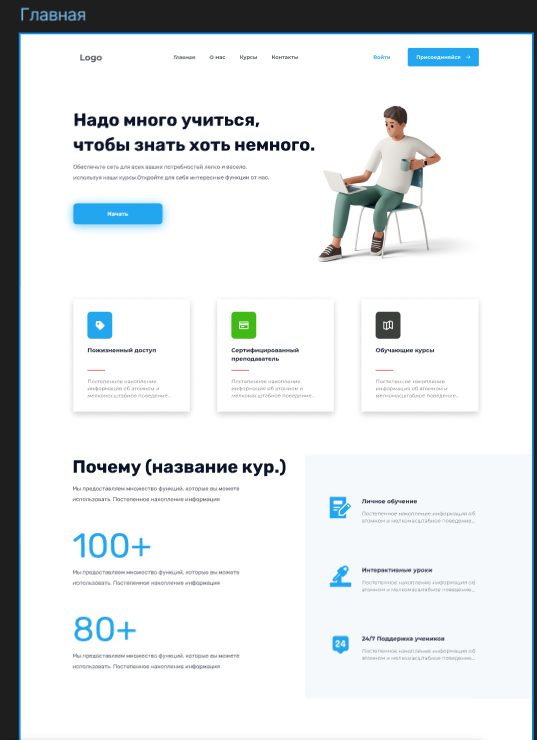 Главная
Logo
Главная О нас Курсы Контакты Войти Присоединяйся →
Надо много учиться,
чтобы знать хоть немного.
Обеспечьте сеть для всех ваших потребностей легко и весело.
используя наши курсы.Откройте для себя интересные функции от нас.
Начать
Пожизненный доступ
Постепенное накопление
информация об атомном и
мелкомасштабное поведение...
Сертифицированный
преподаватель
Постепенное накопление
информация об атомном и
мелкомасштабное поведение...
Обучающие курсы
Постепенное накопление
информация об атомном и
мелкомасштабное поведение...
Почему (название кур.)
Мы предоставляем множество функций, которые вы можете
использовать. Постепенное накопление информация
100+
Мы предоставляем множество функций, которые вы можете
использовать. Постепенное накопление информация
80+
Мы предоставляем множество функций, которые вы можете
использовать. Постепенное накопление информация
Личное обучение
Постепенное накопление информация об
атомном и мелкомасштабное поведение...
Интерактивные уроки
Постепенное накопление информация об
атомном и мелкомасштабное поведение...
24
24/7 Поддержка учеников
Постепенное накопление информация об
атомном и мелкомасштабное поведение...